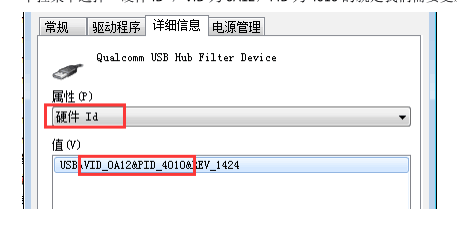 常规 驱动程序 详细信息 电源管理
Qualcomm USB Hub Filter Device
属性(P)
硬件 Id
值(V)
USB\VID_0A12&PID_4010&REV_1424